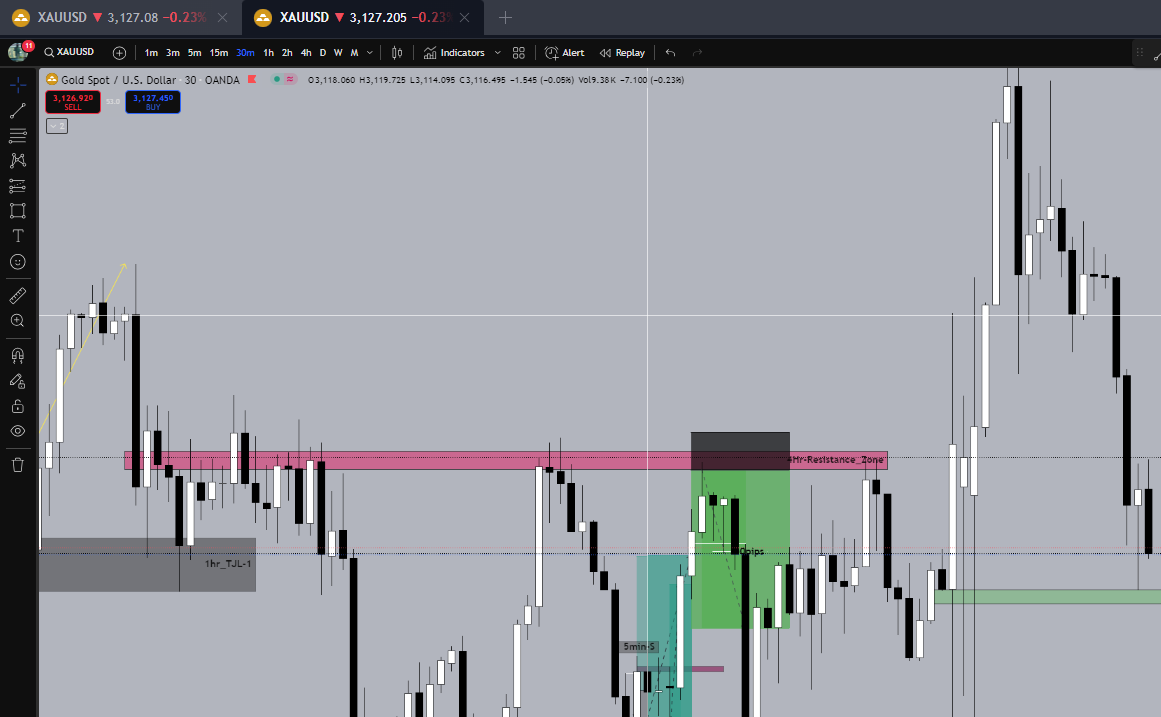 XAUUSD ▼ 3,127.08 −0.23%
XAUUSD ▼ 3,127.205 −0.23%
11
XAUUSD
1m 3m 5m 15m 30m 1h 2h 4h D W M
Indicators
Alert
Replay
Gold Spot / U.S. Dollar · 30 · OANDA
O3,118.060 H3,119.725 L3,114.095 C3,116.495 −1.545 (−0.05%) Vol9.38K −7.100 (−0.23%)
3,126.920
SELL
53.0
3,127.450
BUY
2
4Hr-Resistance_Zone
0pips
1hr_TJL-1
5min-S